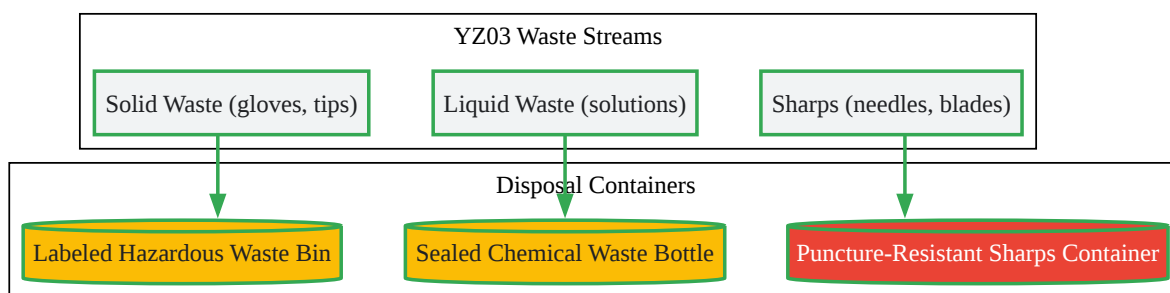 YZ03 Waste Streams
Solid Waste (gloves, tips)
Liquid Waste (solutions)
Sharps (needles, blades)
Disposal Containers
Labeled Hazardous Waste Bin
Sealed Chemical Waste Bottle
Puncture-Resistant Sharps Container